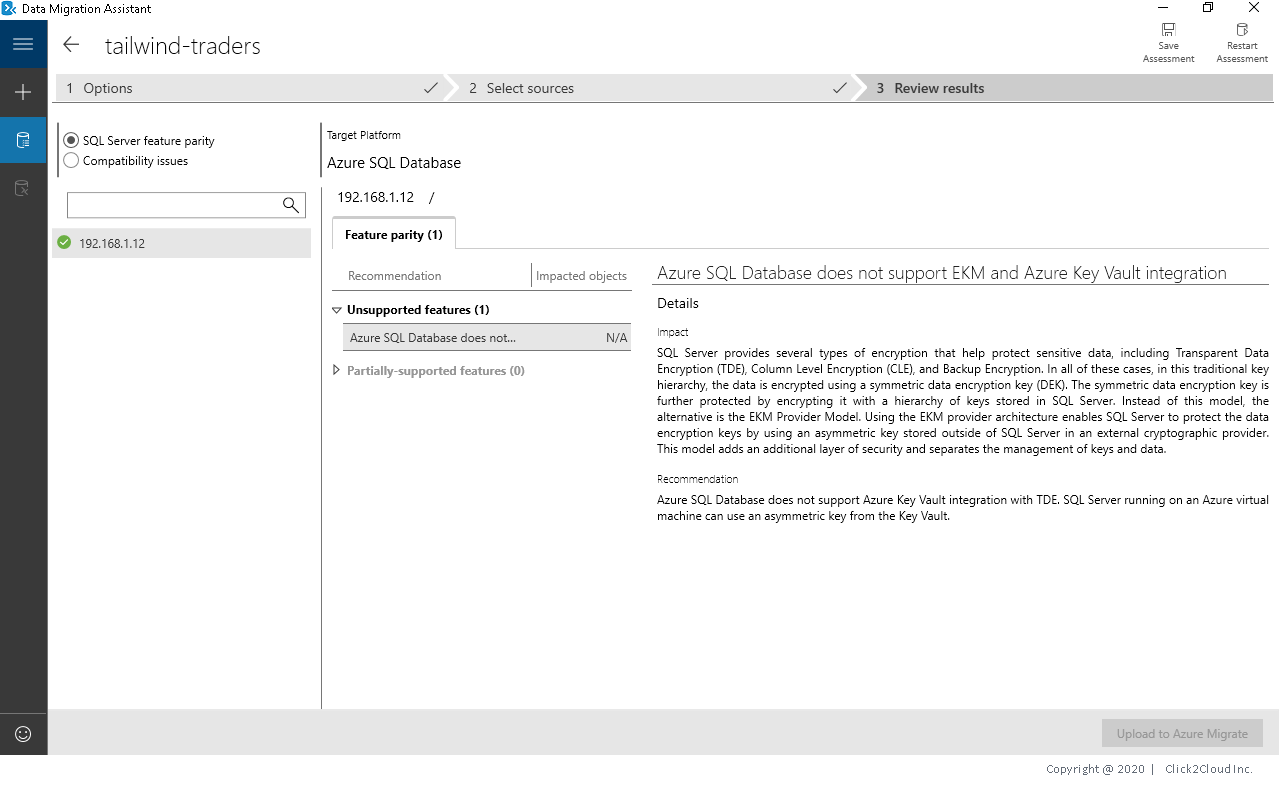 Data Migration Assistant
tailwind-traders
Save
Assessment
Restart
Assessment
1 Options
2 Select sources
3 Review results
SQL Server feature parity
Compatibility issues
192.168.1.12
Target Platform
Azure SQL Database
192.168.1.12 /
Feature parity (1)
Recommendation
Impacted objects
Unsupported features (1)
Azure SQL Database does not...
N/A
Partially-supported features (0)
Azure SQL Database does not support EKM and Azure Key Vault integration
Details
Impact
SQL Server provides several types of encryption that help protect sensitive data, including Transparent Data
Encryption (TDE), Column Level Encryption (CLE), and Backup Encryption. In all of these cases, in this traditional key
hierarchy, the data is encrypted using a symmetric data encryption key (DEK). The symmetric data encryption key is
further protected by encrypting it with a hierarchy of keys stored in SQL Server. Instead of this model, the
alternative is the EKM Provider Model. Using the EKM provider architecture enables SQL Server to protect the data
encryption keys by using an asymmetric key stored outside of SQL Server in an external cryptographic provider.
This model adds an additional layer of security and separates the management of keys and data.
Recommendation
Azure SQL Database does not support Azure Key Vault integration with TDE. SQL Server running on an Azure virtual
machine can use an asymmetric key from the Key Vault.
Upload to Azure Migrate
Copyright @ 2020 | Click2Cloud Inc.